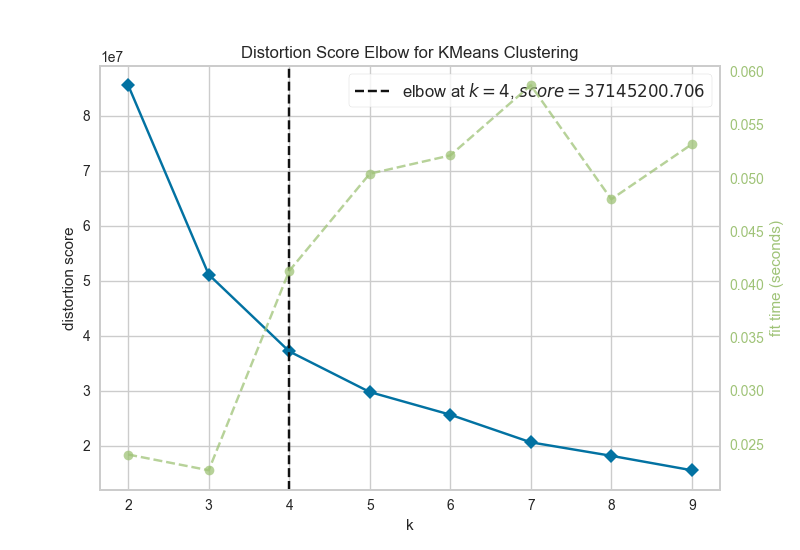 Distortion Score Elbow for KMeans Clustering
1e7
elbow at k = 4, score = 37145200.706
8
7
6
5
4
3
2
distortion score
0.060
0.055
0.050
0.045
0.040
0.035
0.030
0.025
fit time (seconds)
2 3 4 5 6 7 8 9
k